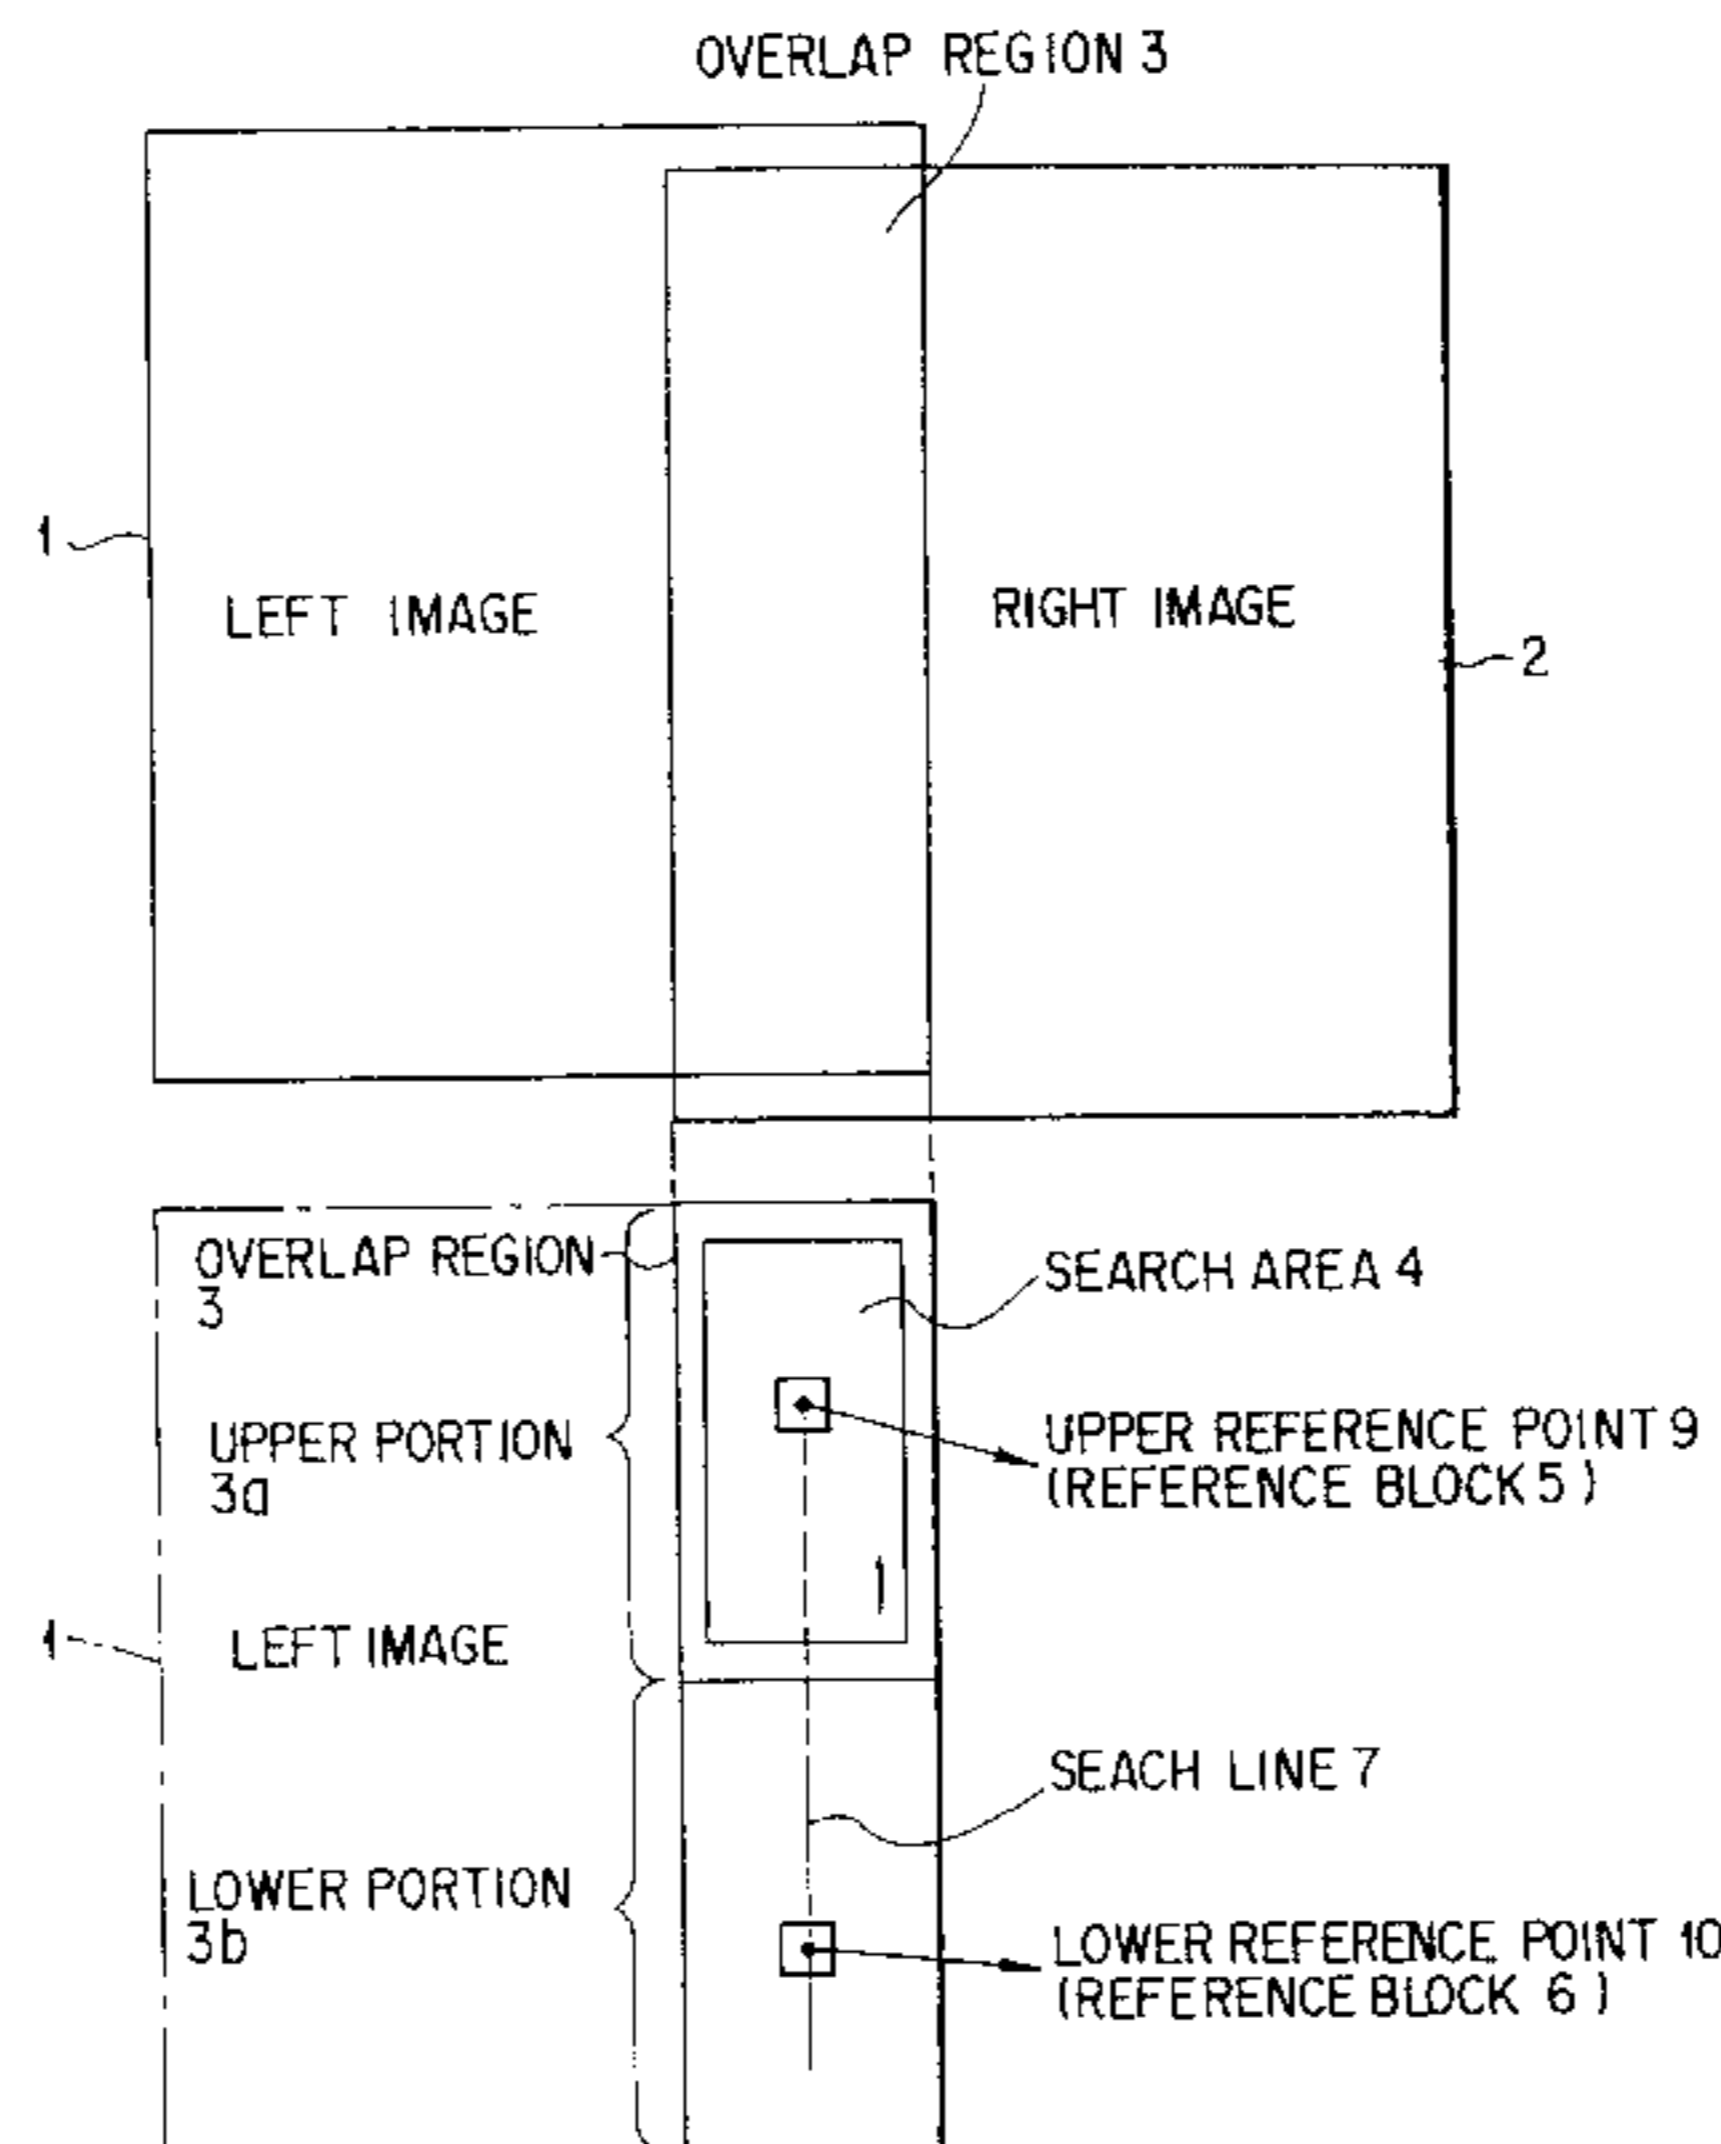 OVERLAP REGION 3
1
LEFT IMAGE
RIGHT IMAGE
2
OVERLAP REGION
3
SEARCH AREA 4
UPPER PORTION
3a
UPPER REFERENCE POINT 9
(REFERENCE BLOCK 5)
1
LEFT IMAGE
SEACH LINE 7
LOWER PORTION
3b
LOWER REFERENCE POINT 10
(REFERENCE BLOCK 6)